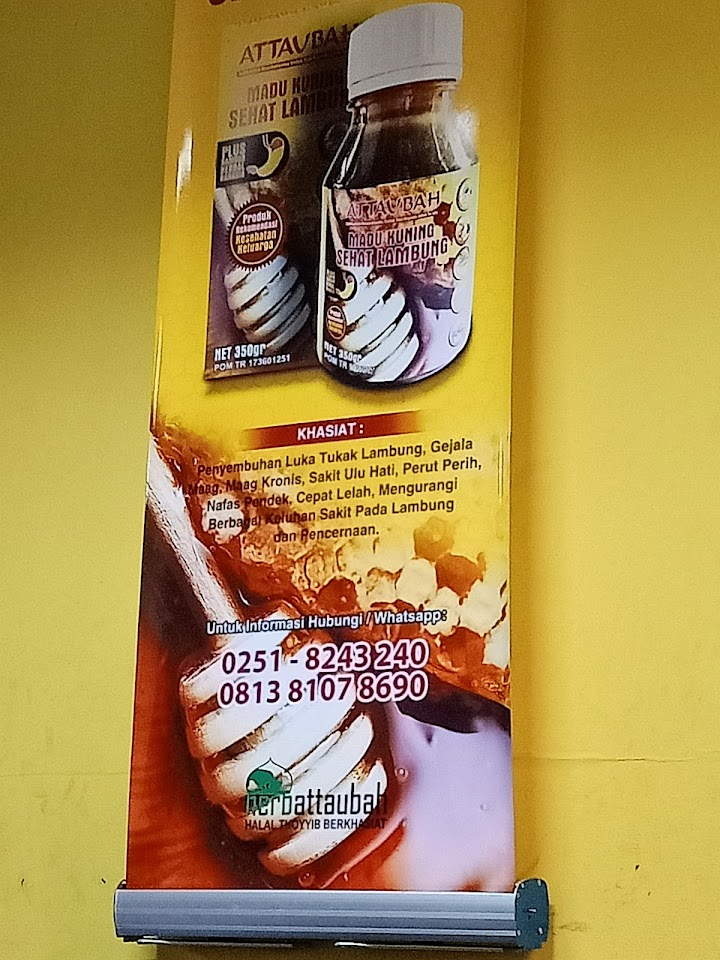 ATTAUBAH
MADU KUNING
SEHAT LAMBUNG
PLUS
Produk
Rekomendasi
Kesehatan
Keluarga
NET 350gr
POM TR 173601251
ATTAUBAH
MADU KUNING
SEHAT LAMBUNG
NET 350gr
POM TR
KHASIAT :
Penyembuhan Luka Tukak Lambung, Gejala
Maag, Maag Kronis, Sakit Ulu Hati, Perut Perih,
Nafas Pendek, Cepat Lelah, Mengurangi
Berbagai Keluhan Sakit Pada Lambung
dan Pencernaan.
Untuk Informasi Hubungi / Whatsapp:
0251 - 8243 240
0813 8107 8690
herbattaubah
HALAL THOYYIB BERKHASIAT